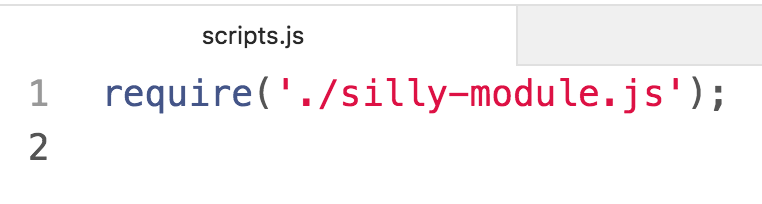 scripts.js
1 require('./silly-module.js');
2